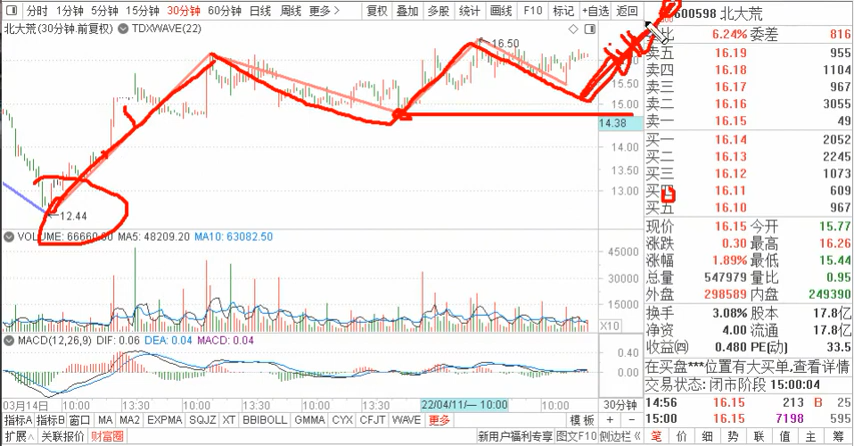 分时 1分钟 5分钟 15分钟 30分钟 60分钟 日线 周线 更多> 复权 叠加 多股 统计 画线 F10 标记 +自选 返回
600598 北大荒
北大荒(30分钟.前复权) TDXWAVE(22)
比 6.24% 委差 816
卖五 16.19 955
卖四 16.18 1104
卖三 16.17 967
卖二 16.16 3055
卖一 16.15 49
买一 16.14 2052
买二 16.13 2245
买三 16.12 1073
买四 16.11 609
买五 16.10 967
16.50
15.50
15.00
14.38
14.00
13.50
13.00
12.44
现价 16.15 今开 15.77
涨跌 0.30 最高 16.26
涨幅 1.89% 最低 15.44
总量 547979 量比 0.95
外盘 298589 内盘 249390
换手 3.08% 股本 17.8亿
净资 4.00 流通 17.8亿
收益㈣ 0.480 PE(动) 33.5
在买盘***位置有大买单,查看详情
交易状态: 闭市阶段 15:00:04
14:56 16.15 213 B 25
15:00 16.15 7198 595
VOLUME: 66660.00 MA5: 48209.20 MA10: 63082.50
45000
30000
15000
X10
MACD(12,26,9) DIF: 0.06 DEA: 0.04 MACD: 0.04
0.40
0.00
03月14日 10:00 13:30 10:00 13:30 10:00 13:30 22/04/11/一 10:00 10:00 30分钟
指标A 指标B 窗口 MA MA2 EXPMA SQJZ XT BBIBOLL GMMA CYX CFJT WAVE 更多 模板 + -
扩展∧ 关联报价 财富圈 新用户福利专享 图文F10 侧边栏<
笔 价 细 势 联 值 主 筹